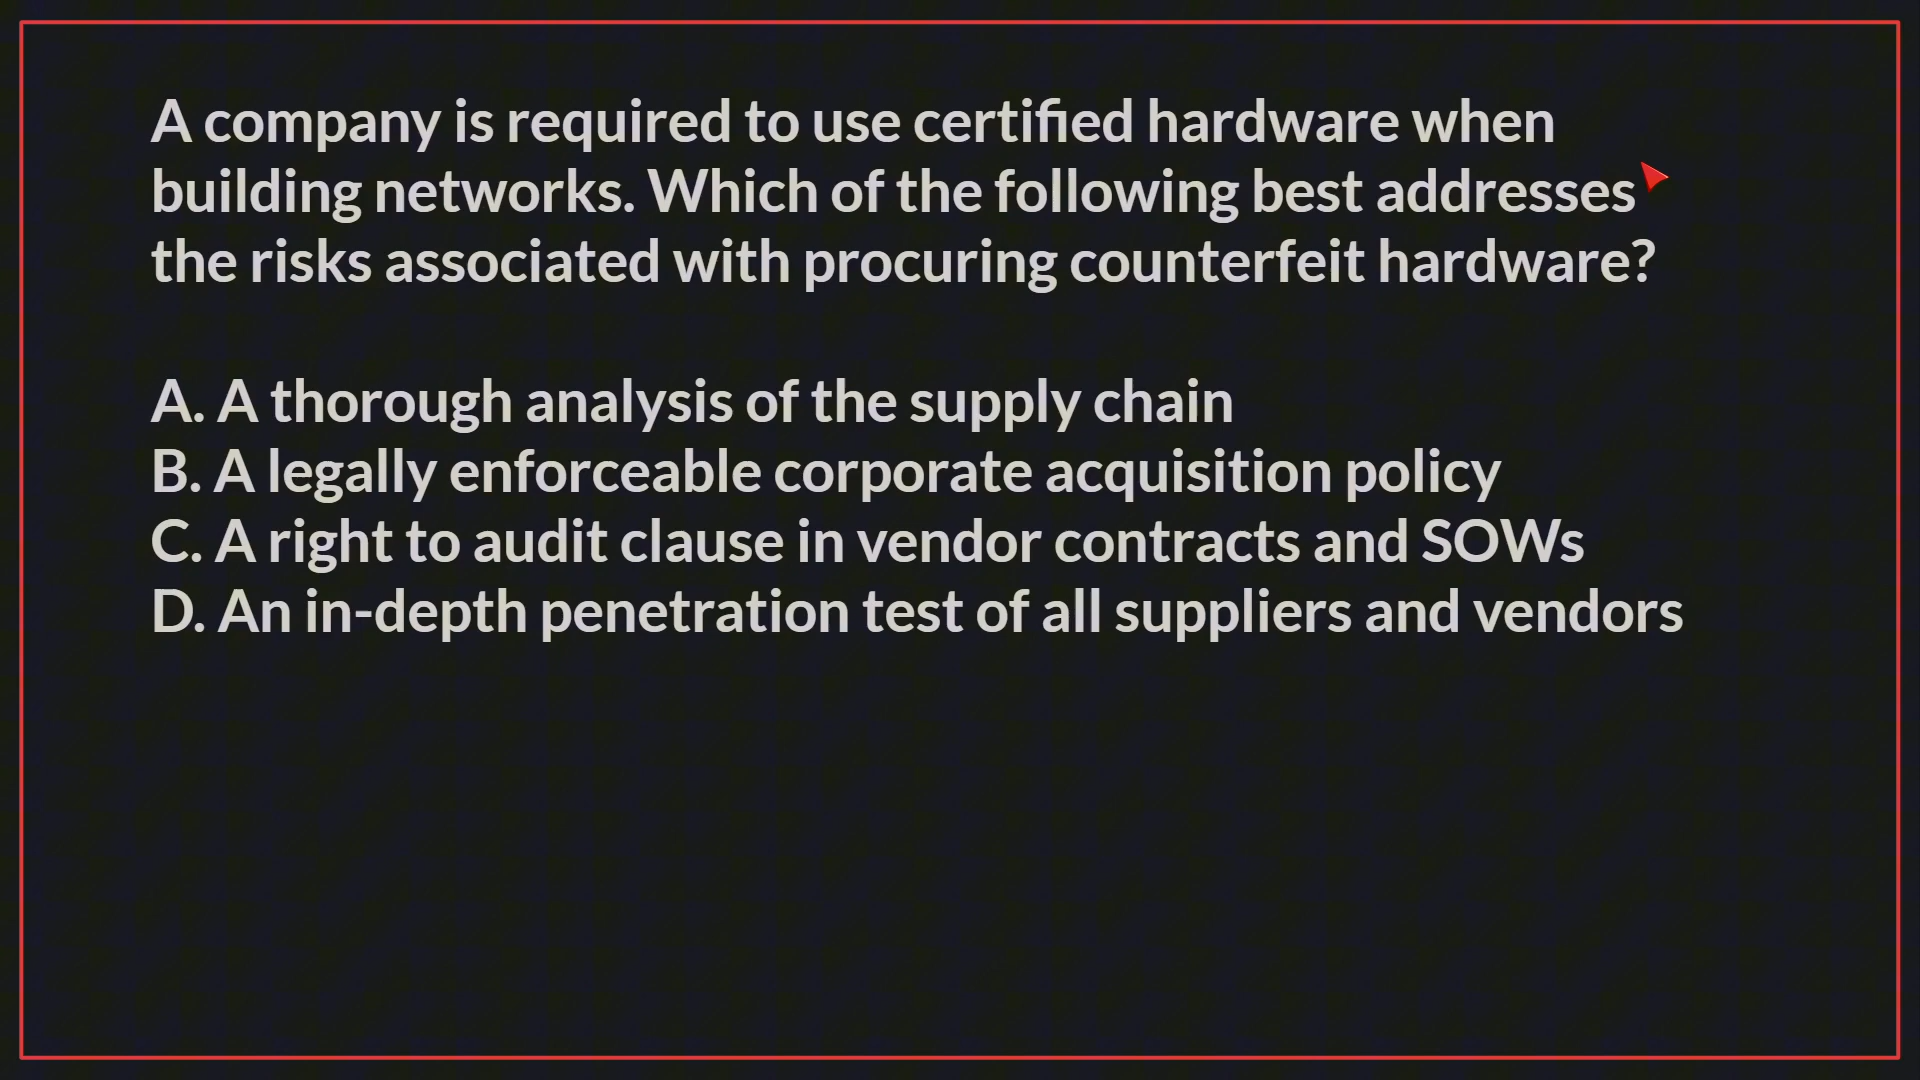 A company is required to use certified hardware when
building networks. Which of the following best addresses
the risks associated with procuring counterfeit hardware?
A. A thorough analysis of the supply chain
B. A legally enforceable corporate acquisition policy
C. A right to audit clause in vendor contracts and SOWs
D. An in-depth penetration test of all suppliers and vendors